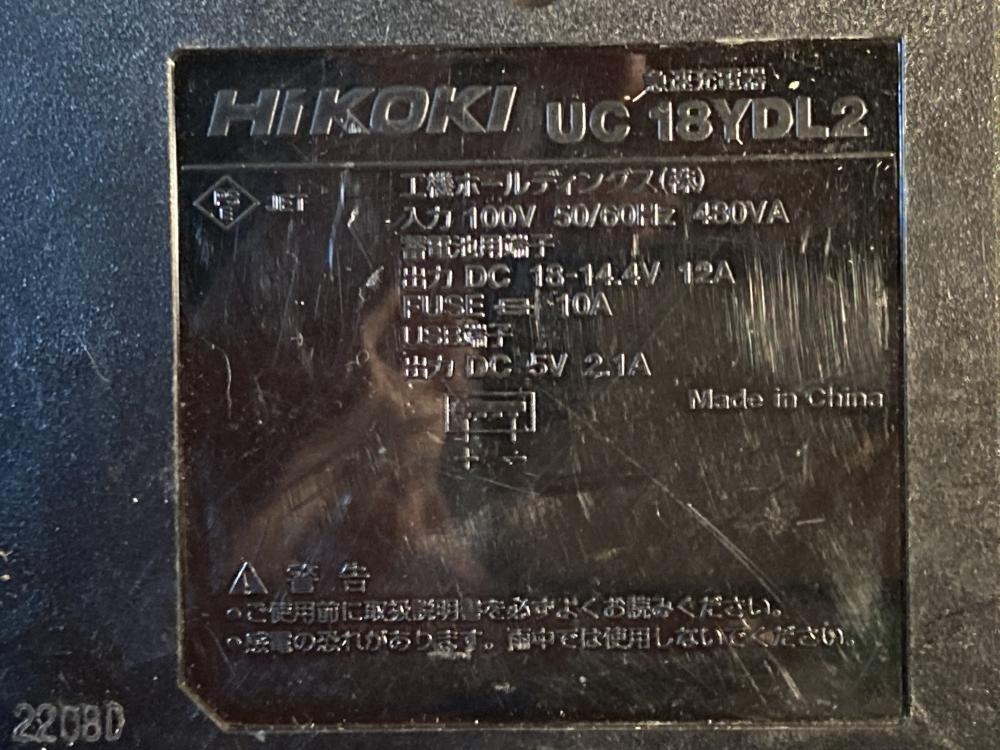 急速充電器
HiKOKI UC 18YDL2
PS E JET
工機ホールディングス(株)
入力 100V 50/60Hz 430VA
蓄電池用端子
出力 DC 18-14.4V 12A
FUSE 10A
USB端子
出力 DC 5V 2.1A
+ -
Made in China
警告
•ご使用前に取扱説明書を必ずよくお読みください。
•感電の恐れがあります。雨中では使用しないでください。